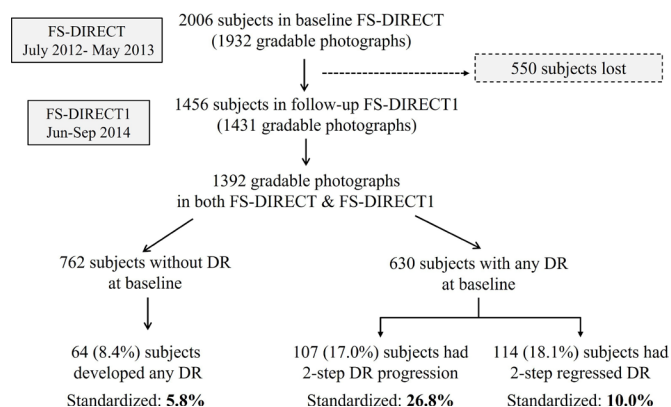 FS-DIRECT
July 2012- May 2013
2006 subjects in baseline FS-DIRECT
(1932 gradable photographs)
550 subjects lost
FS-DIRECT1
Jun-Sep 2014
1456 subjects in follow-up FS-DIRECT1
(1431 gradable photographs)
1392 gradable photographs
in both FS-DIRECT & FS-DIRECT1
762 subjects without DR
at baseline
630 subjects with any DR
at baseline
64 (8.4%) subjects
developed any DR
Standardized: 5.8%
107 (17.0%) subjects had
2-step DR progression
Standardized: 26.8%
114 (18.1%) subjects had
2-step regressed DR
Standardized: 10.0%